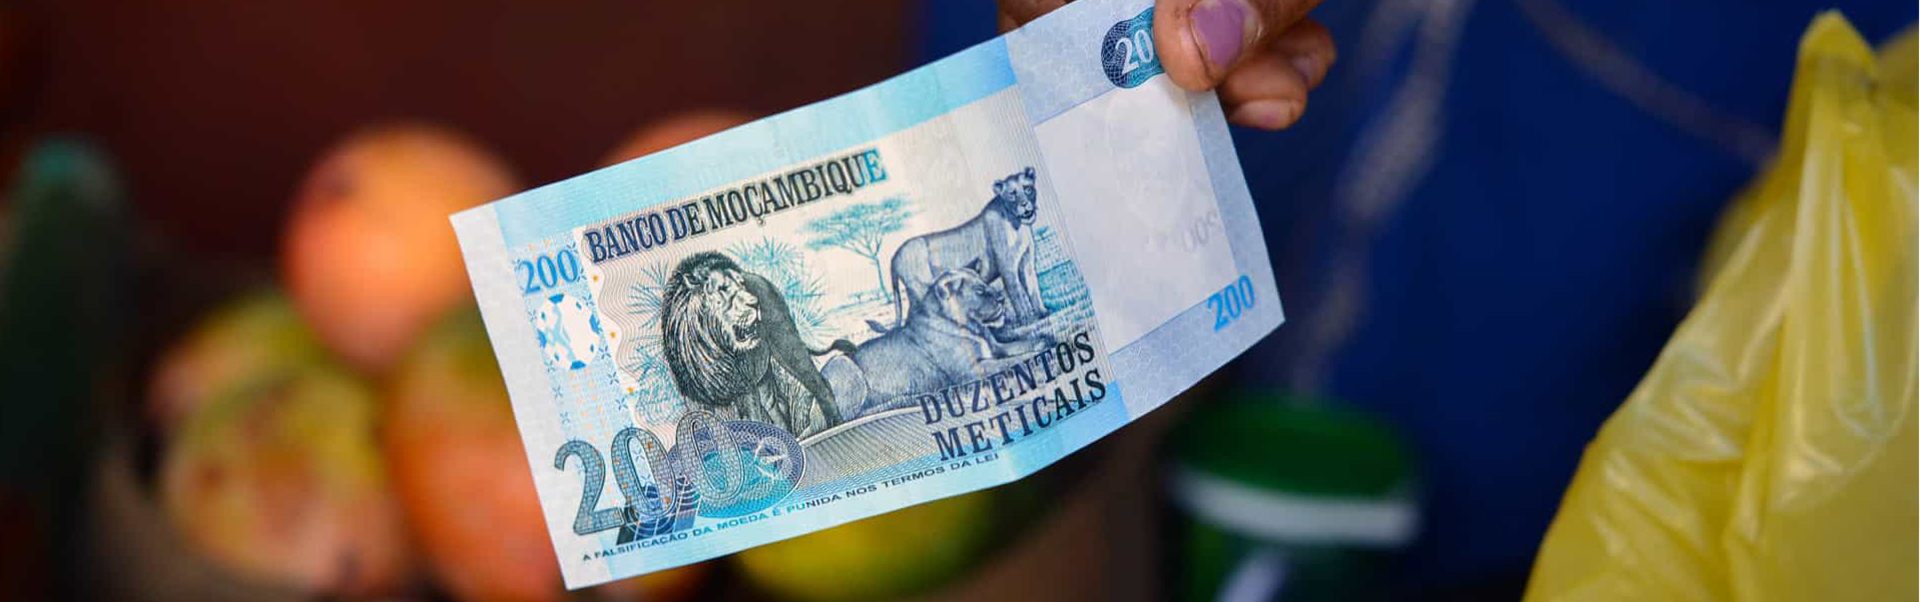 20
BANCO DE MOÇAMBIQUE
200
200
DUZENTOS
METICAIS
200
A FALSIFICAÇÃO DA MOEDA É PUNIDA NOS TERMOS DA LEI